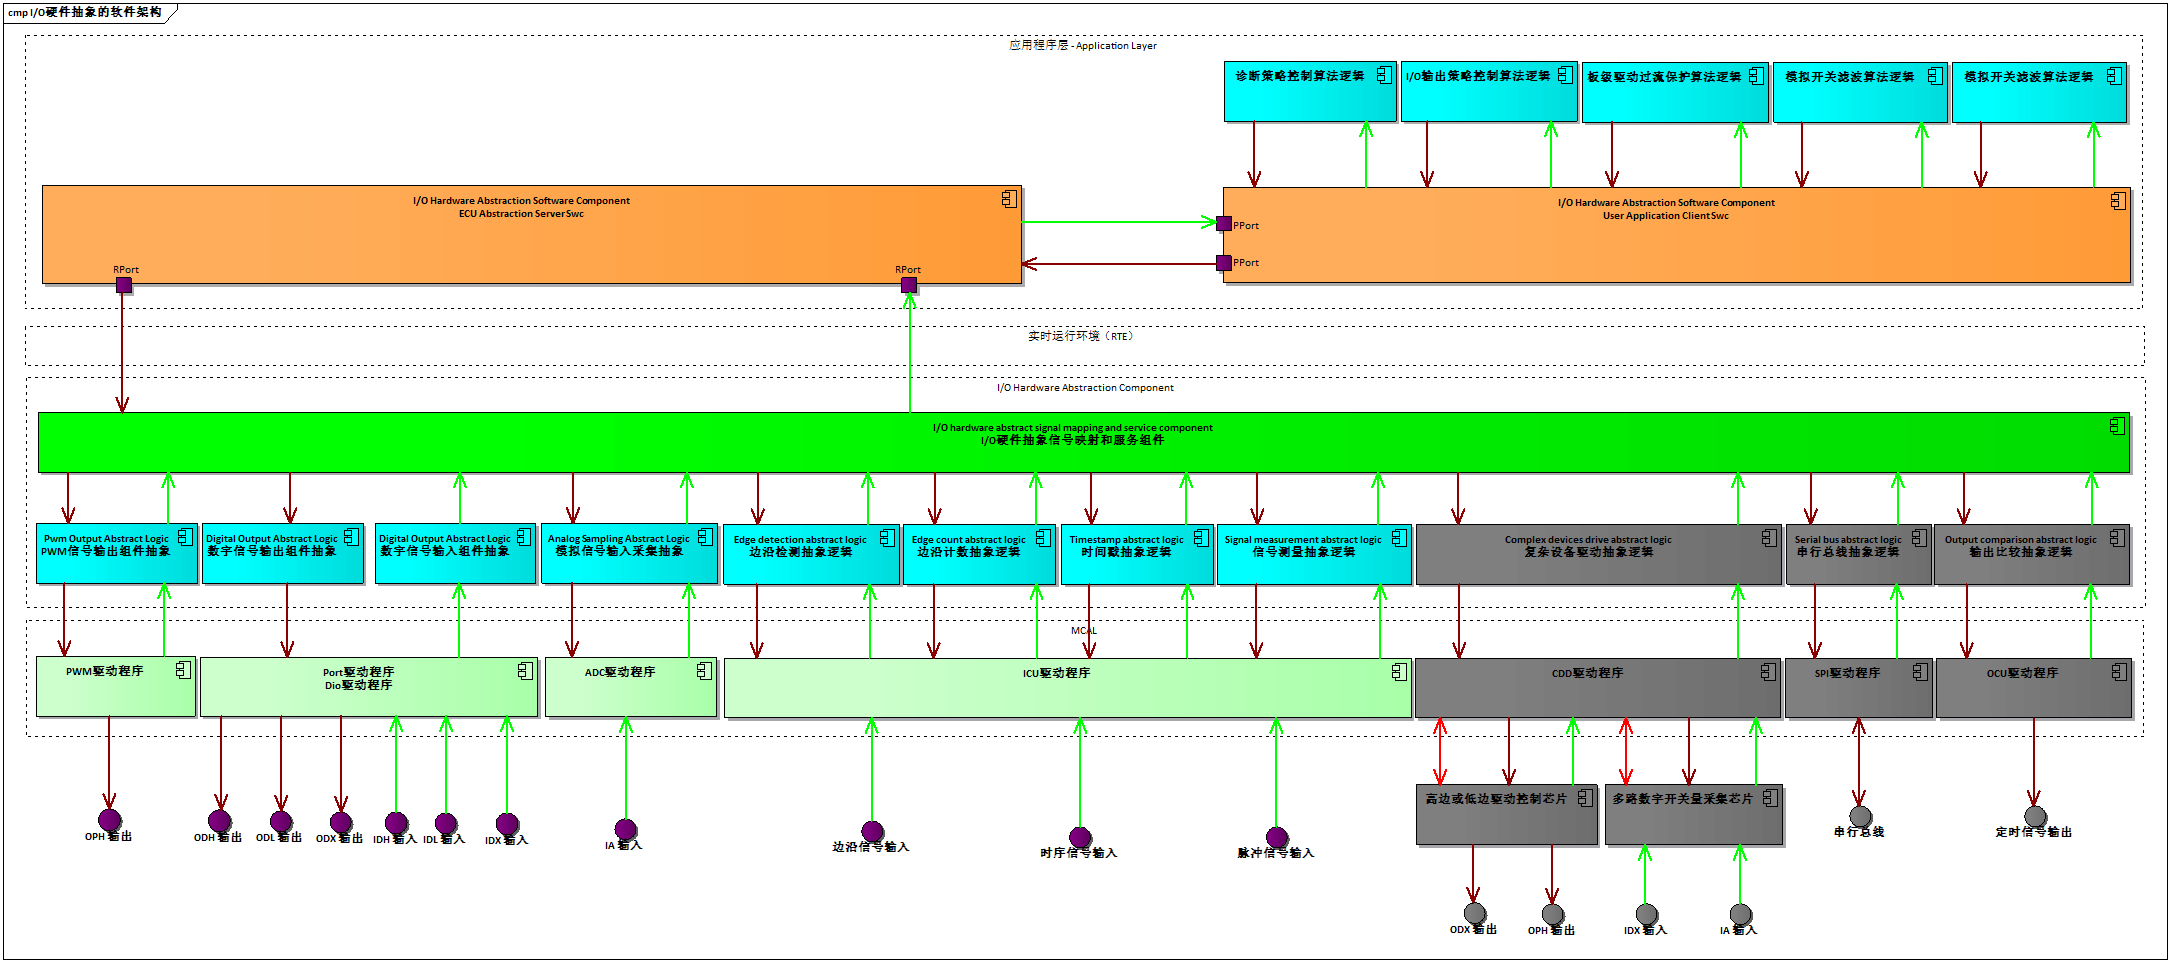 cmp I/O硬件抽象的软件架构
应用程序层 - Application Layer
诊断策略控制算法逻辑
I/O输出策略控制算法逻辑
板级驱动过流保护算法逻辑
模拟开关滤波算法逻辑
模拟开关滤波算法逻辑
I/O Hardware Abstraction Software Component
ECU Abstraction Server Swc
I/O Hardware Abstraction Software Component
User Application Client Swc
PPort
PPort
RPort
RPort
实时运行环境（RTE）
I/O Hardware Abstraction Component
I/O hardware abstract signal mapping and service component
I/O硬件抽象信号映射和服务组件
Pwm Output Abstract Logic
PWM信号输出组件抽象
Digital Output Abstract Logic
数字信号输出组件抽象
Digital Output Abstract Logic
数字信号输入组件抽象
Analog Sampling Abstract Logic
模拟信号输入采集抽象
Edge detection abstract logic
边沿检测抽象逻辑
Edge count abstract logic
边沿计数抽象逻辑
Timestamp abstract logic
时间戳抽象逻辑
Signal measurement abstract logic
信号测量抽象逻辑
Complex devices drive abstract logic
复杂设备驱动抽象逻辑
Serial bus abstract logic
串行总线抽象逻辑
Output comparison abstract logic
输出比较抽象逻辑
MCAL
PWM驱动程序
Port驱动程序
Dio驱动程序
ADC驱动程序
ICU驱动程序
CDD驱动程序
SPI驱动程序
OCU驱动程序
高边或低边驱动控制芯片
多路数字开关量采集芯片
OPH 输出
ODH 输出
ODL 输出
ODX 输出
IDH 输入
IDL 输入
IDX 输入
IA 输入
边沿信号输入
时序信号输入
脉冲信号输入
串行总线
定时信号输出
ODX 输出
OPH 输出
IDX 输入
IA 输入